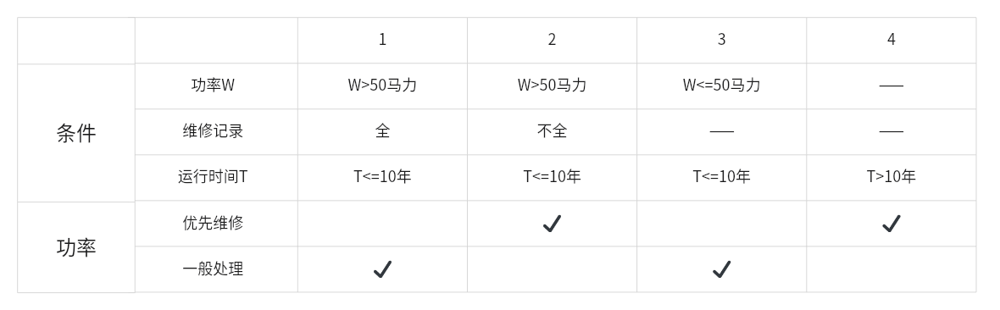 1 2 3 4
条件
功率W W>50马力 W>50马力 W<=50马力 ——
维修记录 全 不全 —— ——
运行时间T T<=10年 T<=10年 T<=10年 T>10年
功率
优先维修 ✓ ✓
一般处理 ✓ ✓